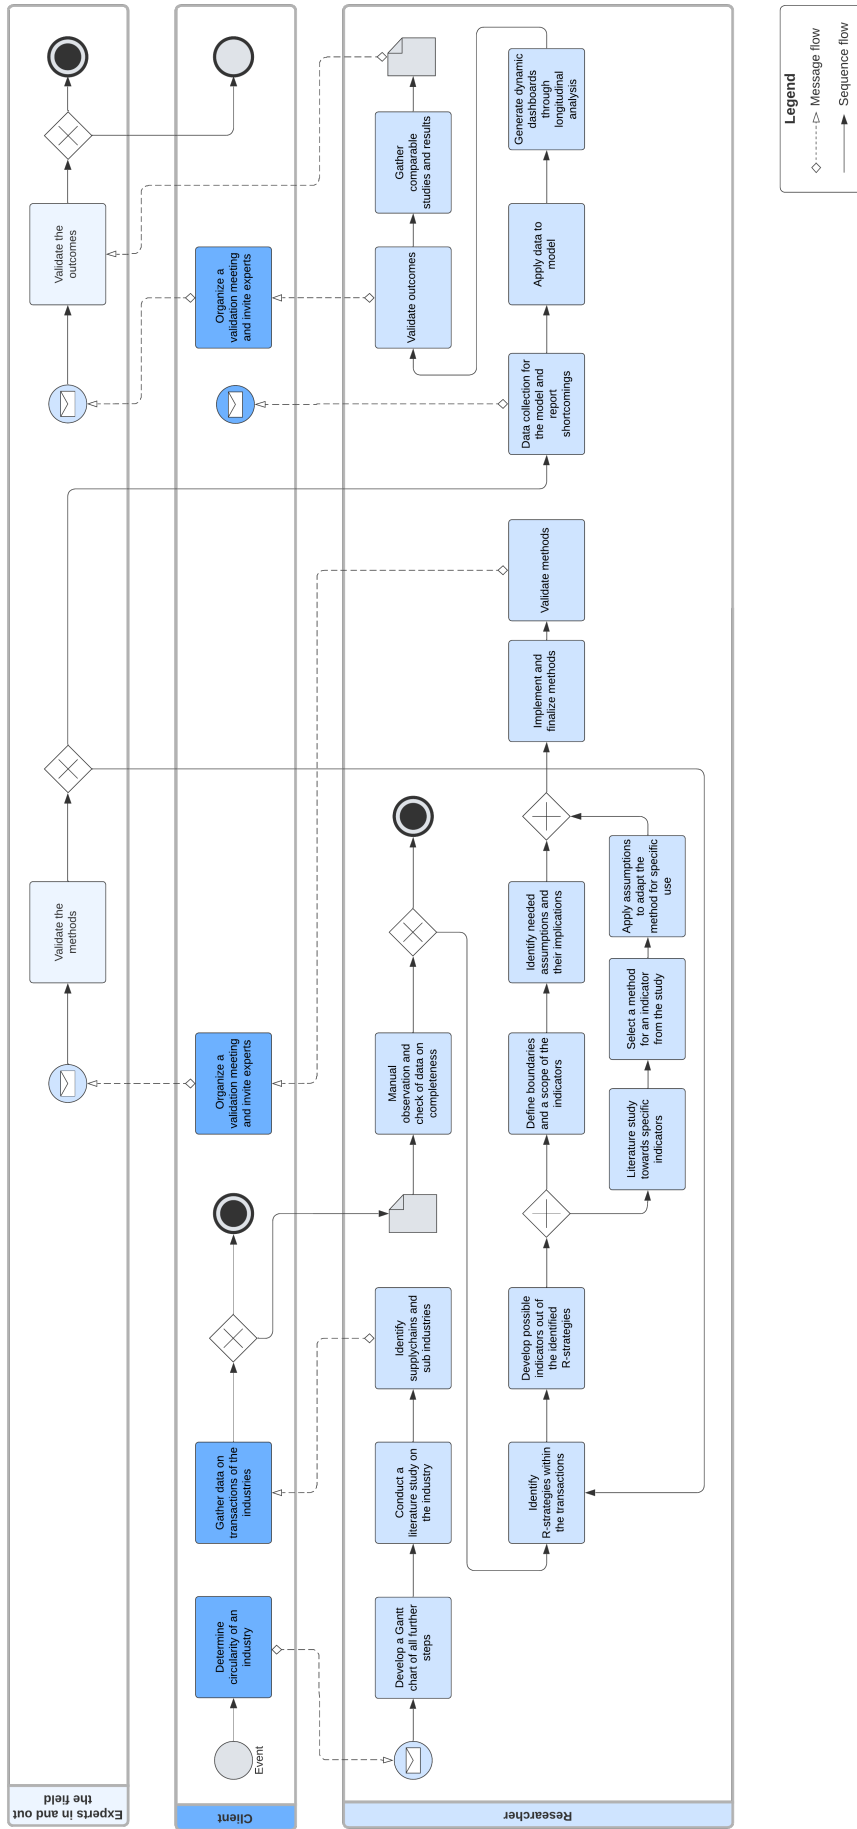 Experts in and out
the field
Validate the
methods
Validate the
outcomes
Client
Event
Determine
circularity of an
industry
Gather data on
transactions of the
industries
Organize a
validation meeting
and invite experts
Organize a
validation meeting
and invite experts
Researcher
Develop a Gantt
chart of all further
steps
Conduct a
literature study on
the industry
Identify
supplychains and
sub industries
Manual
observation and
check of data on
completeness
Validate outcomes
Gather
comparable
studies and results
Identify
R-strategies within
the transactions
Develop possible
indicators out of
the identified
R-strategies
Define boundaries
and a scope of the
indicators
Identify needed
assumptions and
their implications
Implement and
finalize methods
Validate methods
Data collection for
the model and
report
shortcomings
Apply data to
model
Generate dynamic
dashboards
through
longitudinal
analysis
Literature study
towards specific
indicators
Select a method
for an indicator
from the study
Apply assumptions
to adapt the
method for specific
use
Legend
Message flow
Sequence flow